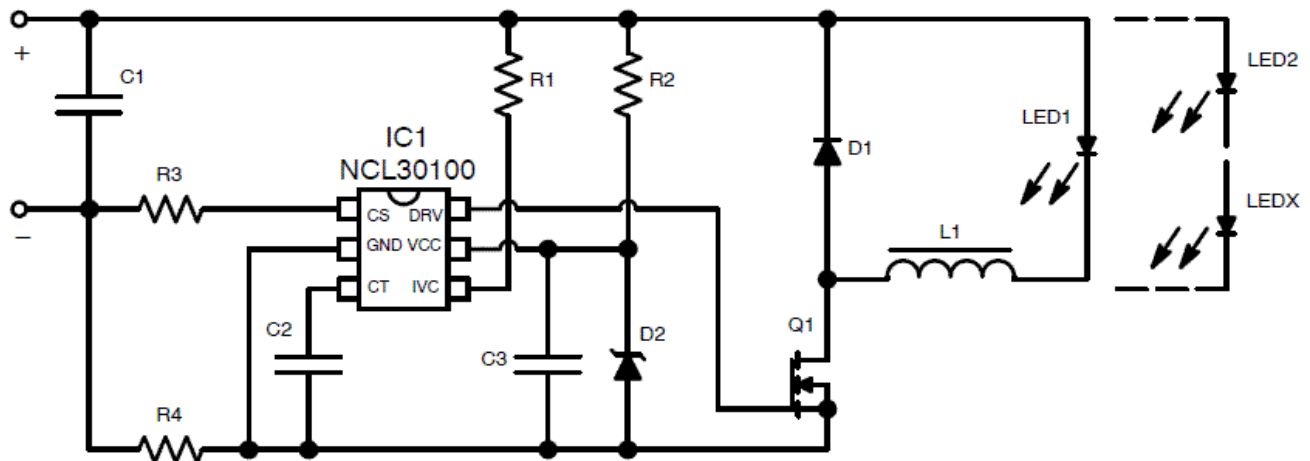 +
C1
R1
R2
LED2
LED1
D1
IC1
NCL30100
R3
CS DRV
GND VCC
CT IVC
−
LEDX
L1
C2
C3
D2
Q1
R4